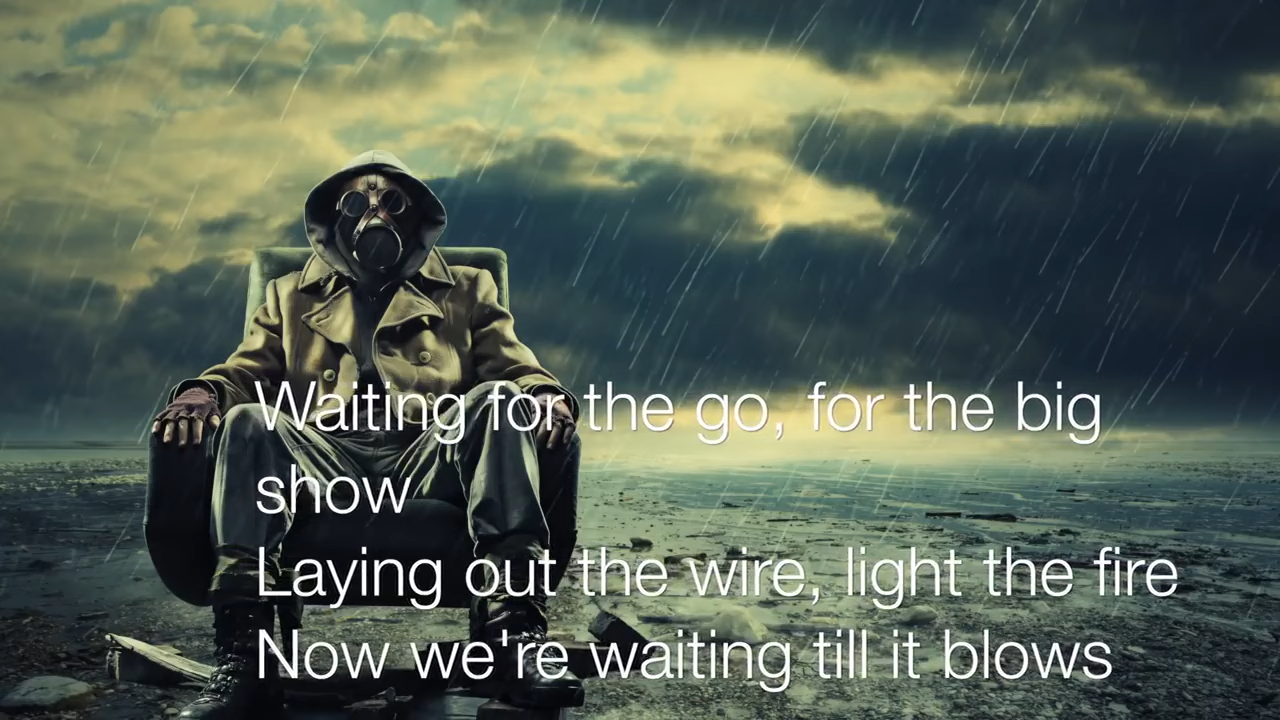 Waiting for the go, for the big
show
Laying out the wire, light the fire
Now we're waiting till it blows